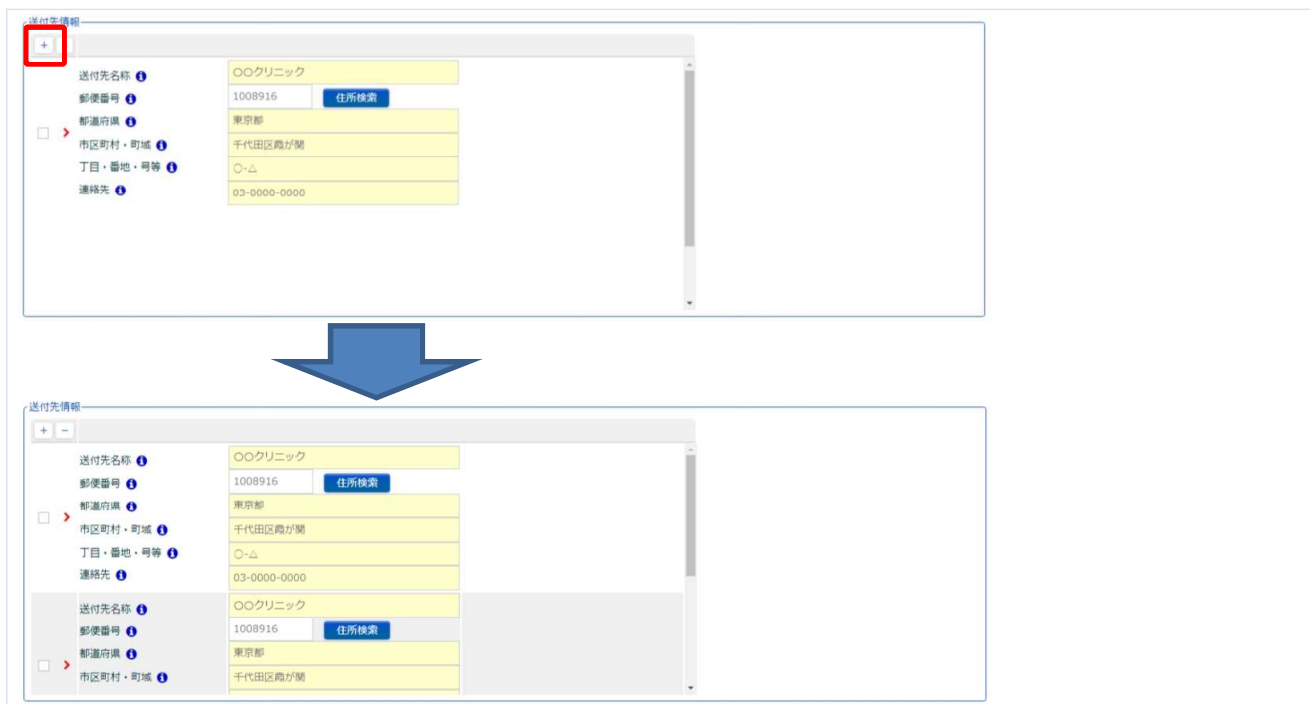 送付先情報
+
送付先名称 〇〇クリニック
郵便番号 1008916 住所検索
都道府県 東京都
市区町村・町域 千代田区霞が関
丁目・番地・号等 〇-△
連絡先 03-0000-0000
送付先情報
+ -
送付先名称 〇〇クリニック
郵便番号 1008916 住所検索
都道府県 東京都
市区町村・町域 千代田区霞が関
丁目・番地・号等 〇-△
連絡先 03-0000-0000
送付先名称 〇〇クリニック
郵便番号 1008916 住所検索
都道府県 東京都
市区町村・町域 千代田区霞が関